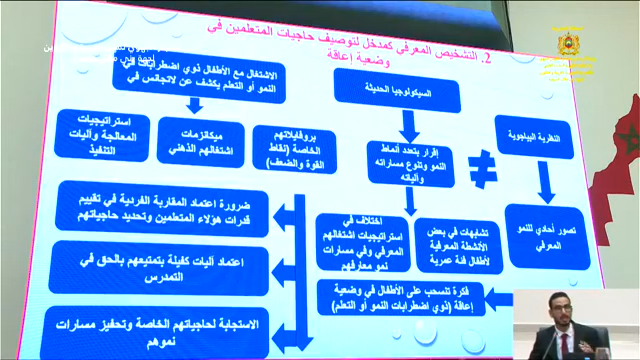 2. التشخيص المعرفي كمدخل لتوصيف حاجيات المتعلمين في
وضعية إعاقة
النظرية البياجوية
تصور أحادي للنمو
المعرفي
السيكولوجيا الحديثة
إقرار بتعدد أنماط
النمو وتنوع مساراته
وآلياته
≠
تشابهات في بعض
الأنشطة المعرفية
لأطفال فئة عمرية
اختلاف في
استراتيجيات اشتغالهم
المعرفي وفي مسارات
نمو معارفهم
فكرة تنسحب على الأطفال في وضعية
إعاقة (ذوي اضطرابات النمو أو التعلم)
الاشتغال مع الأطفال ذوي اضطرابات في
النمو أو التعلم يكشف عن لاتجانس في
بروفايلاتهم
الخاصة (نقاط
القوة والضعف)
ميكانزمات
اشتغالهم الذهني
استراتيجيات
المعالجة وآليات
التنفيذ
ضرورة اعتماد المقاربة الفردية في تقييم
قدرات هؤلاء المتعلمين وتحديد حاجياتهم
اعتماد آليات كفيلة بتمتيعهم بالحق في
التمدرس
الاستجابة لحاجياتهم الخاصة وتحفيز مسارات
نموهم